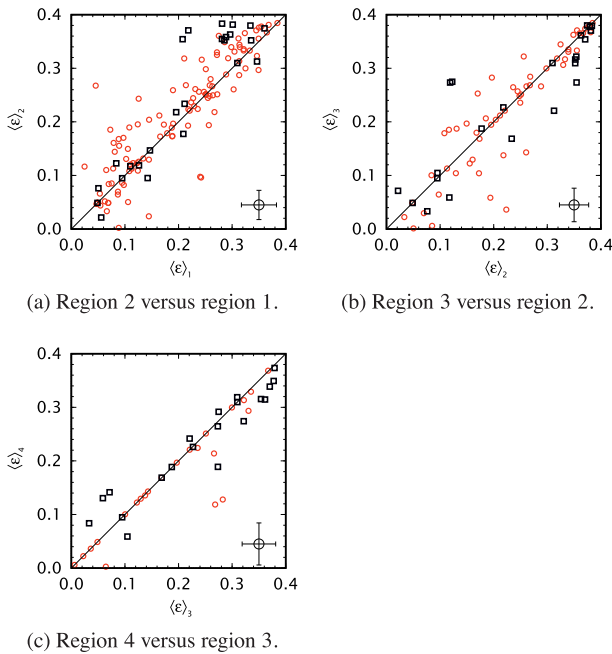 0.4
0.3
0.2
0.1
0.0
⟨ε⟩₂
0.0 0.1 0.2 0.3 0.4
⟨ε⟩₁
(a) Region 2 versus region 1.
0.4
0.3
0.2
0.1
0.0
⟨ε⟩₃
0.0 0.1 0.2 0.3 0.4
⟨ε⟩₂
(b) Region 3 versus region 2.
0.4
0.3
0.2
0.1
0.0
⟨ε⟩₄
0.0 0.1 0.2 0.3 0.4
⟨ε⟩₃
(c) Region 4 versus region 3.